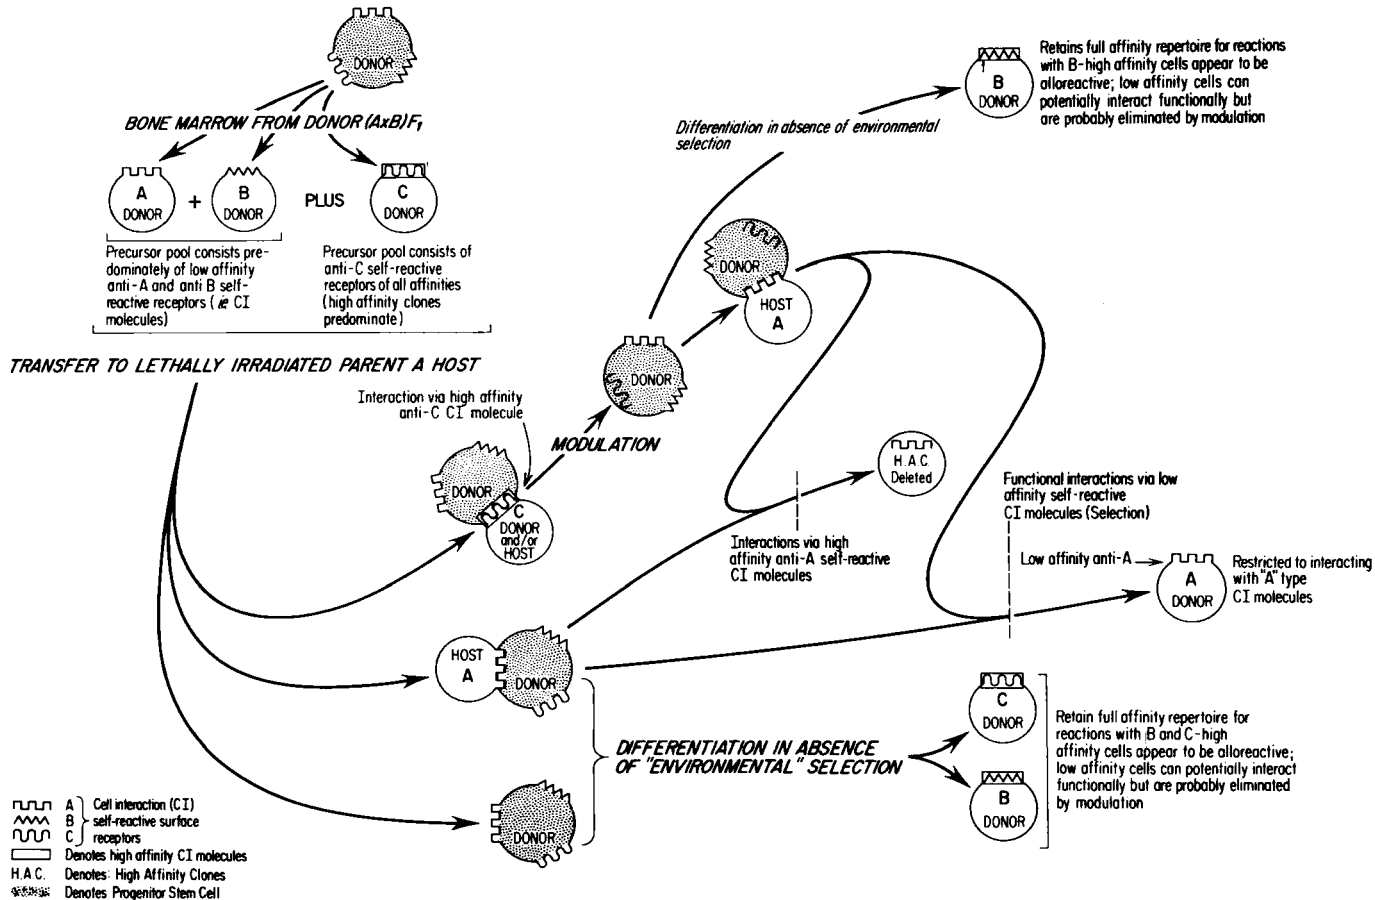 DONOR
BONE MARROW FROM DONOR (AxB)F1
A
DONOR
+
B
DONOR
PLUS
C
DONOR
Precursor pool consists pre-
dominately of low affinity
anti-A and anti B self-
reactive receptors (ie CI
molecules)
Precursor pool consists of
anti-C self-reactive
receptors of all affinities
(high affinity clones
predominate)
TRANSFER TO LETHALLY IRRADIATED PARENT A HOST
Interaction via high affinity
anti-C CI molecule
MODULATION
DONOR
C
DONOR
and/or
HOST
DONOR
DONOR
HOST
A
Differentiation in absence of environmental
selection
B
DONOR
Retains full affinity repertoire for reactions
with B-high affinity cells appear to be
alloreactive; low affinity cells can
potentially interact functionally but
are probably eliminated by modulation
H.A.C.
Deleted
Interactions via high
affinity anti-A self-reactive
CI molecules
Functional interactions via low
affinity self-reactive
CI molecules (Selection)
Low affinity anti-A
A
DONOR
Restricted to interacting
with "A" type
CI molecules
HOST
A
DONOR
DONOR
DIFFERENTIATION IN ABSENCE
OF "ENVIRONMENTAL" SELECTION
C
DONOR
B
DONOR
Retain full affinity repertoire for
reactions with B and C-high
affinity cells appear to be alloreactive;
low affinity cells can potentially interact
functionally but are probably eliminated
by modulation
A Cell interaction (CI)
B self-reactive surface
C receptors
Denotes high affinity CI molecules
H.A.C. Denotes: High Affinity Clones
Denotes Progenitor Stem Cell